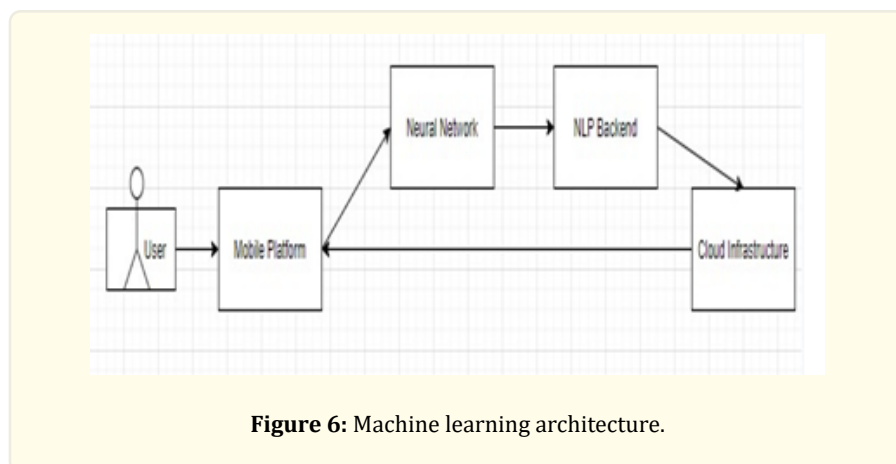 Neural Network
NLP Backend
User
Mobile Platform
Cloud Infrastructure
Figure 6: Machine learning architecture.